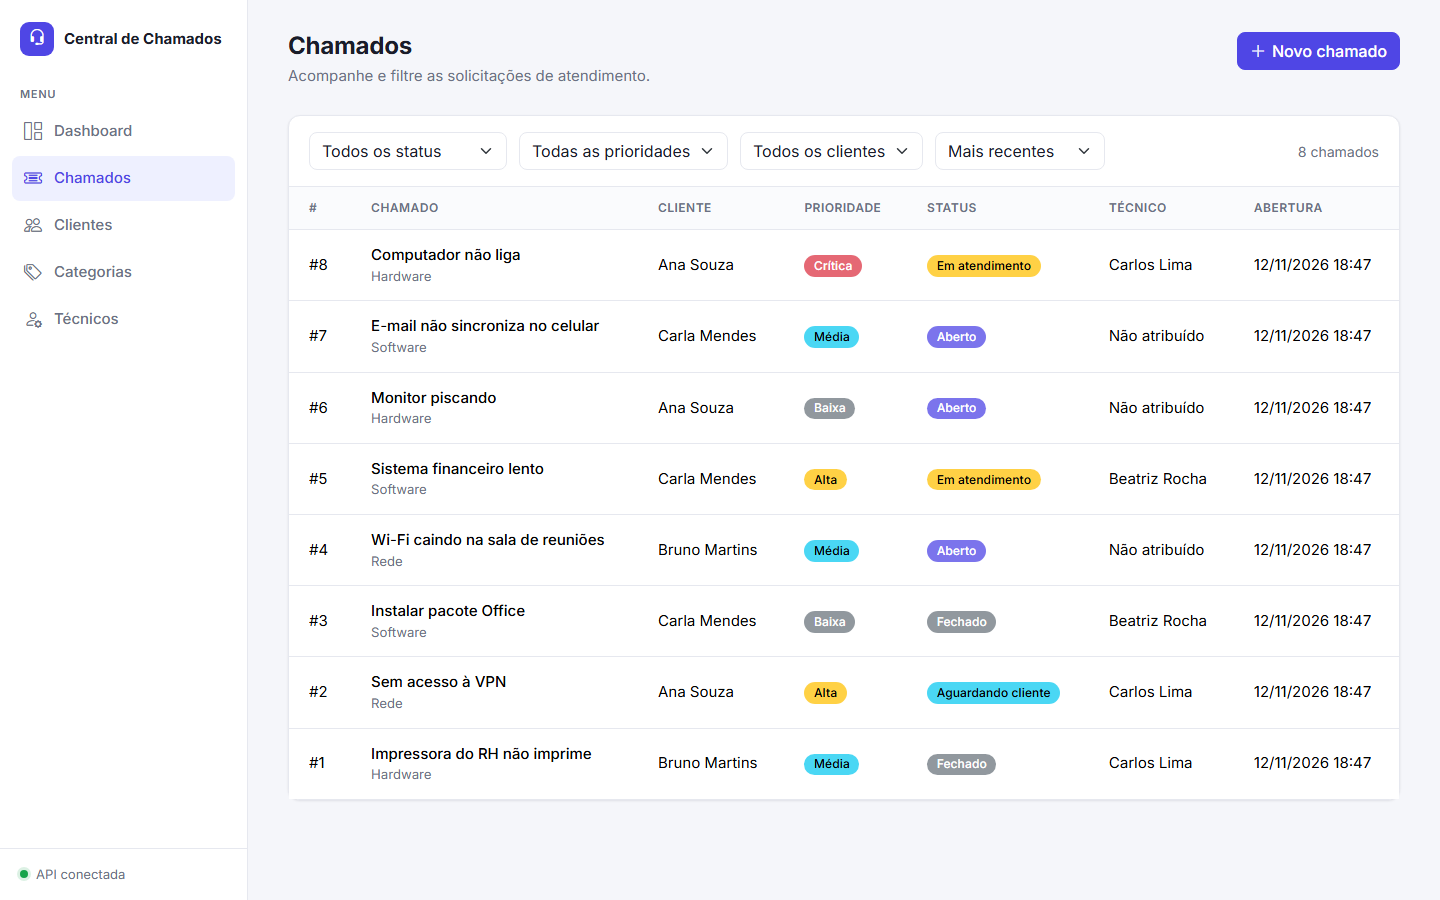 Central de Chamados
MENU
Dashboard
Chamados
Clientes
Categorias
Técnicos
API conectada
Chamados
Acompanhe e filtre as solicitações de atendimento.
+ Novo chamado
Todos os status Todas as prioridades Todos os clientes Mais recentes 8 chamados
# CHAMADO CLIENTE PRIORIDADE STATUS TÉCNICO ABERTURA
#8 Computador não liga Ana Souza Crítica Em atendimento Carlos Lima 12/11/2026 18:47
Hardware
#7 E-mail não sincroniza no celular Carla Mendes Média Aberto Não atribuído 12/11/2026 18:47
Software
#6 Monitor piscando Ana Souza Baixa Aberto Não atribuído 12/11/2026 18:47
Hardware
#5 Sistema financeiro lento Carla Mendes Alta Em atendimento Beatriz Rocha 12/11/2026 18:47
Software
#4 Wi-Fi caindo na sala de reuniões Bruno Martins Média Aberto Não atribuído 12/11/2026 18:47
Rede
#3 Instalar pacote Office Carla Mendes Baixa Fechado Beatriz Rocha 12/11/2026 18:47
Software
#2 Sem acesso à VPN Ana Souza Alta Aguardando cliente Carlos Lima 12/11/2026 18:47
Rede
#1 Impressora do RH não imprime Bruno Martins Média Fechado Carlos Lima 12/11/2026 18:47
Hardware